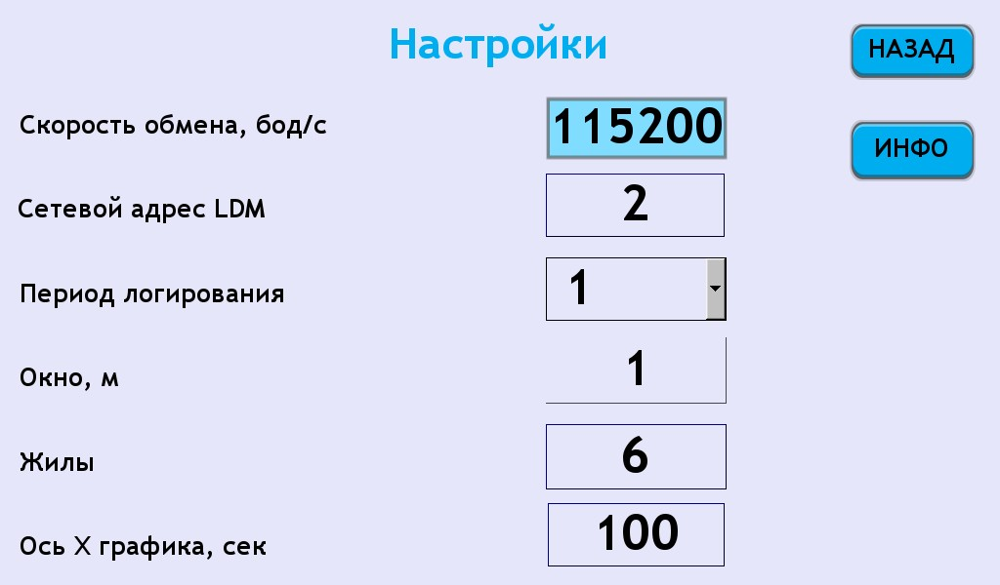 Настройки
НАЗАД
Скорость обмена, бод/с
115200
ИНФО
Сетевой адрес LDM
2
Период логирования
1
Окно, м
1
Жилы
6
Ось X графика, сек
100